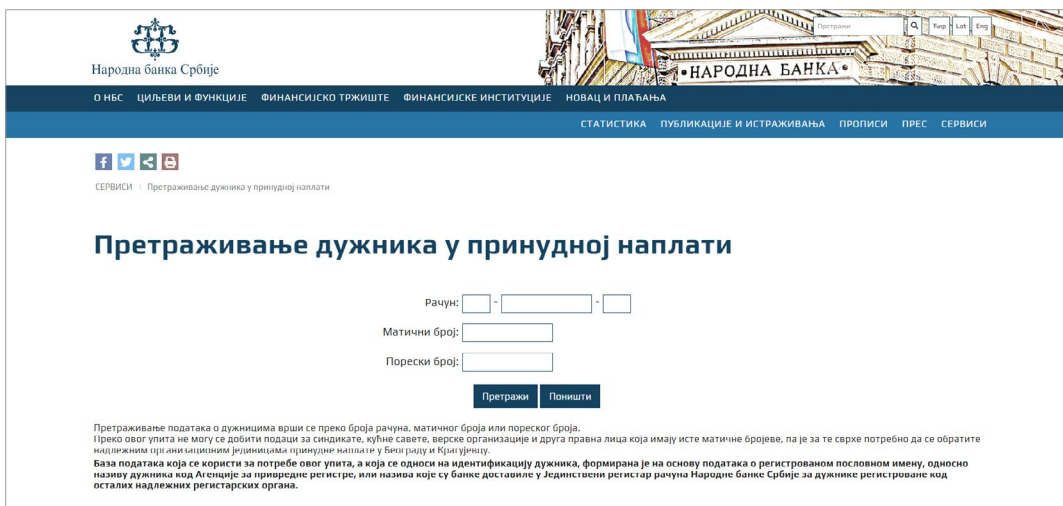 Народна банка Србије
Претражи
Ћир Lat Eng
НАРОДНА БАНКА
О НБС ЦИЉЕВИ И ФУНКЦИЈЕ ФИНАНСИЈСКО ТРЖИШТЕ ФИНАНСИЈСКЕ ИНСТИТУЦИЈЕ НОВАЦ И ПЛАЋАЊА
СТАТИСТИКА ПУБЛИКАЦИЈЕ И ИСТРАЖИВАЊА ПРОПИСИ ПРЕС СЕРВИСИ
СЕРВИСИ | Претраживање дужника у принудној наплати
Претраживање дужника у принудној наплати
Рачун: - -
Матични број:
Порески број:
Претражи Поништи
Претраживање података о дужницима врши се преко броја рачуна, матичног броја или пореског броја.
Преко овог упита не могу се добити подаци за синдикате, кућне савете, верске организације и друга правна лица која имају исте матичне бројеве, па је за те сврхе потребно да се обратите
надлежним организационим јединицама принудне наплате у Београду и Крагујевцу.
База података која се користи за потребе овог упита, а која се односи на идентификацију дужника, формирана је на основу података о регистрованом пословном имену, односно
називу дужника код Агенције за привредне регистре, или назива које су банке доставиле у Јединствени регистар рачуна Народне банке Србије за дужнике регистроване код
осталих надлежних регистарских органа.